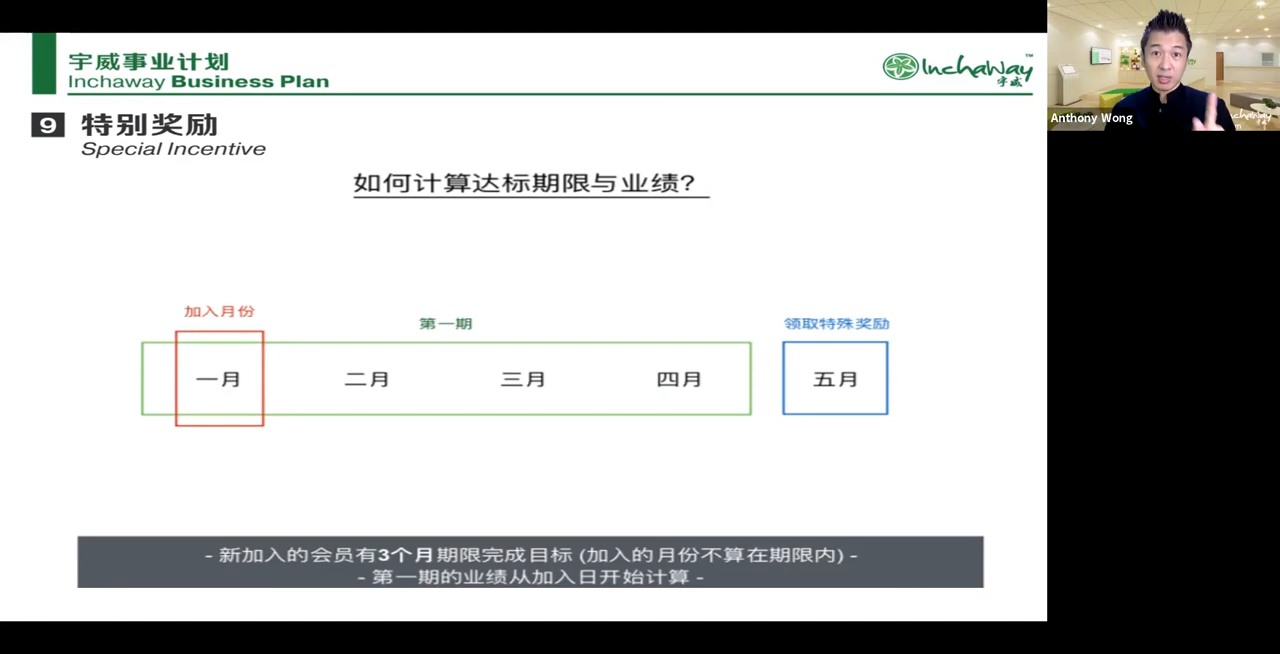 宇威事业计划
Inchaway Business Plan
Inchaway™
宇威
9 特别奖励
Special Incentive
如何计算达标期限与业绩?
加入月份
第一期
领取特殊奖励
一月 二月 三月 四月 五月
- 新加入的会员有3个月期限完成目标 (加入的月份不算在期限内) -
- 第一期的业绩从加入日开始计算 -
Anthony Wong